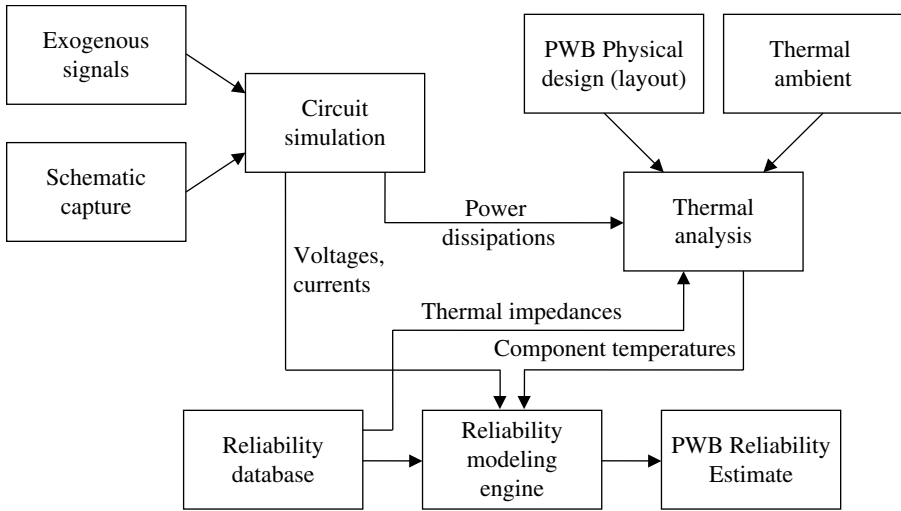 Exogenous
signals
PWB Physical
design (layout)
Thermal
ambient
Circuit
simulation
Schematic
capture
Power
dissipations
Thermal
analysis
Voltages,
currents
Thermal impedances
Component temperatures
Reliability
database
Reliability
modeling
engine
PWB Reliability
Estimate